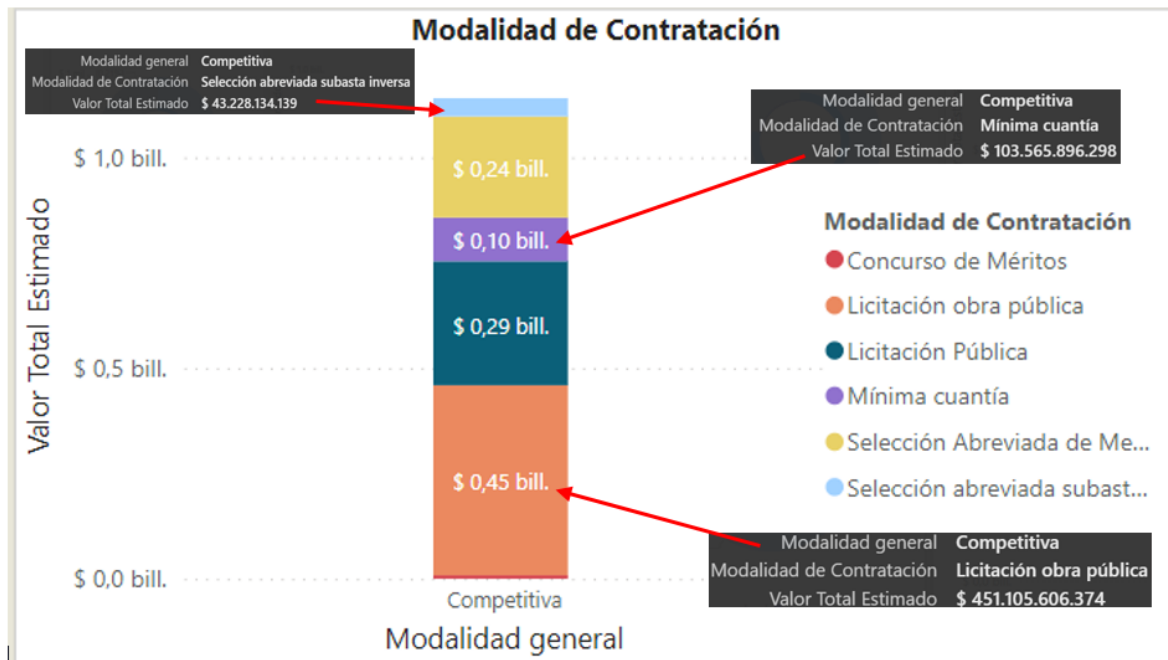 Modalidad de Contratación
Modalidad general Competitiva
Modalidad de Contratación Selección abreviada subasta inversa
Valor Total Estimado $ 43.228.134.139
Modalidad general Competitiva
Modalidad de Contratación Mínima cuantía
Valor Total Estimado $ 103.565.896.298
Valor Total Estimado
$ 1,0 bill.
$ 0,5 bill.
$ 0,0 bill.
$ 0,24 bill.
$ 0,10 bill.
$ 0,29 bill.
$ 0,45 bill.
Competitiva
Modalidad general
Modalidad de Contratación
Concurso de Méritos
Licitación obra pública
Licitación Pública
Mínima cuantía
Selección Abreviada de Me...
Selección abreviada subast...
Modalidad general Competitiva
Modalidad de Contratación Licitación obra pública
Valor Total Estimado $ 451.105.606.374